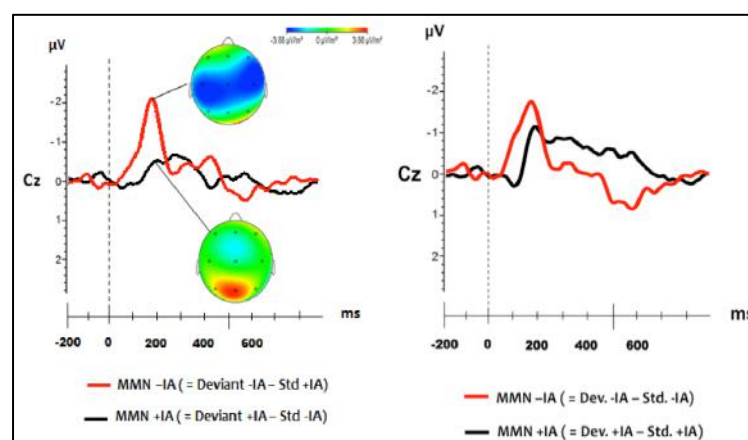 µV
-3.88 µV/m² 0 µV/m² 3.88 µV/m²
-2
-1
Cz
0
1
2
ms
-200 0 200 400 600
MMN –IA ( = Deviant -IA – Std +IA)
MMN +IA ( = Deviant +IA – Std -IA)
µV
-2
-1
Cz
0
1
2
ms
-200 0 200 400 600
MMN –IA ( = Dev. -IA – Std. -IA)
MMN +IA ( = Dev. +IA – Std. +IA)